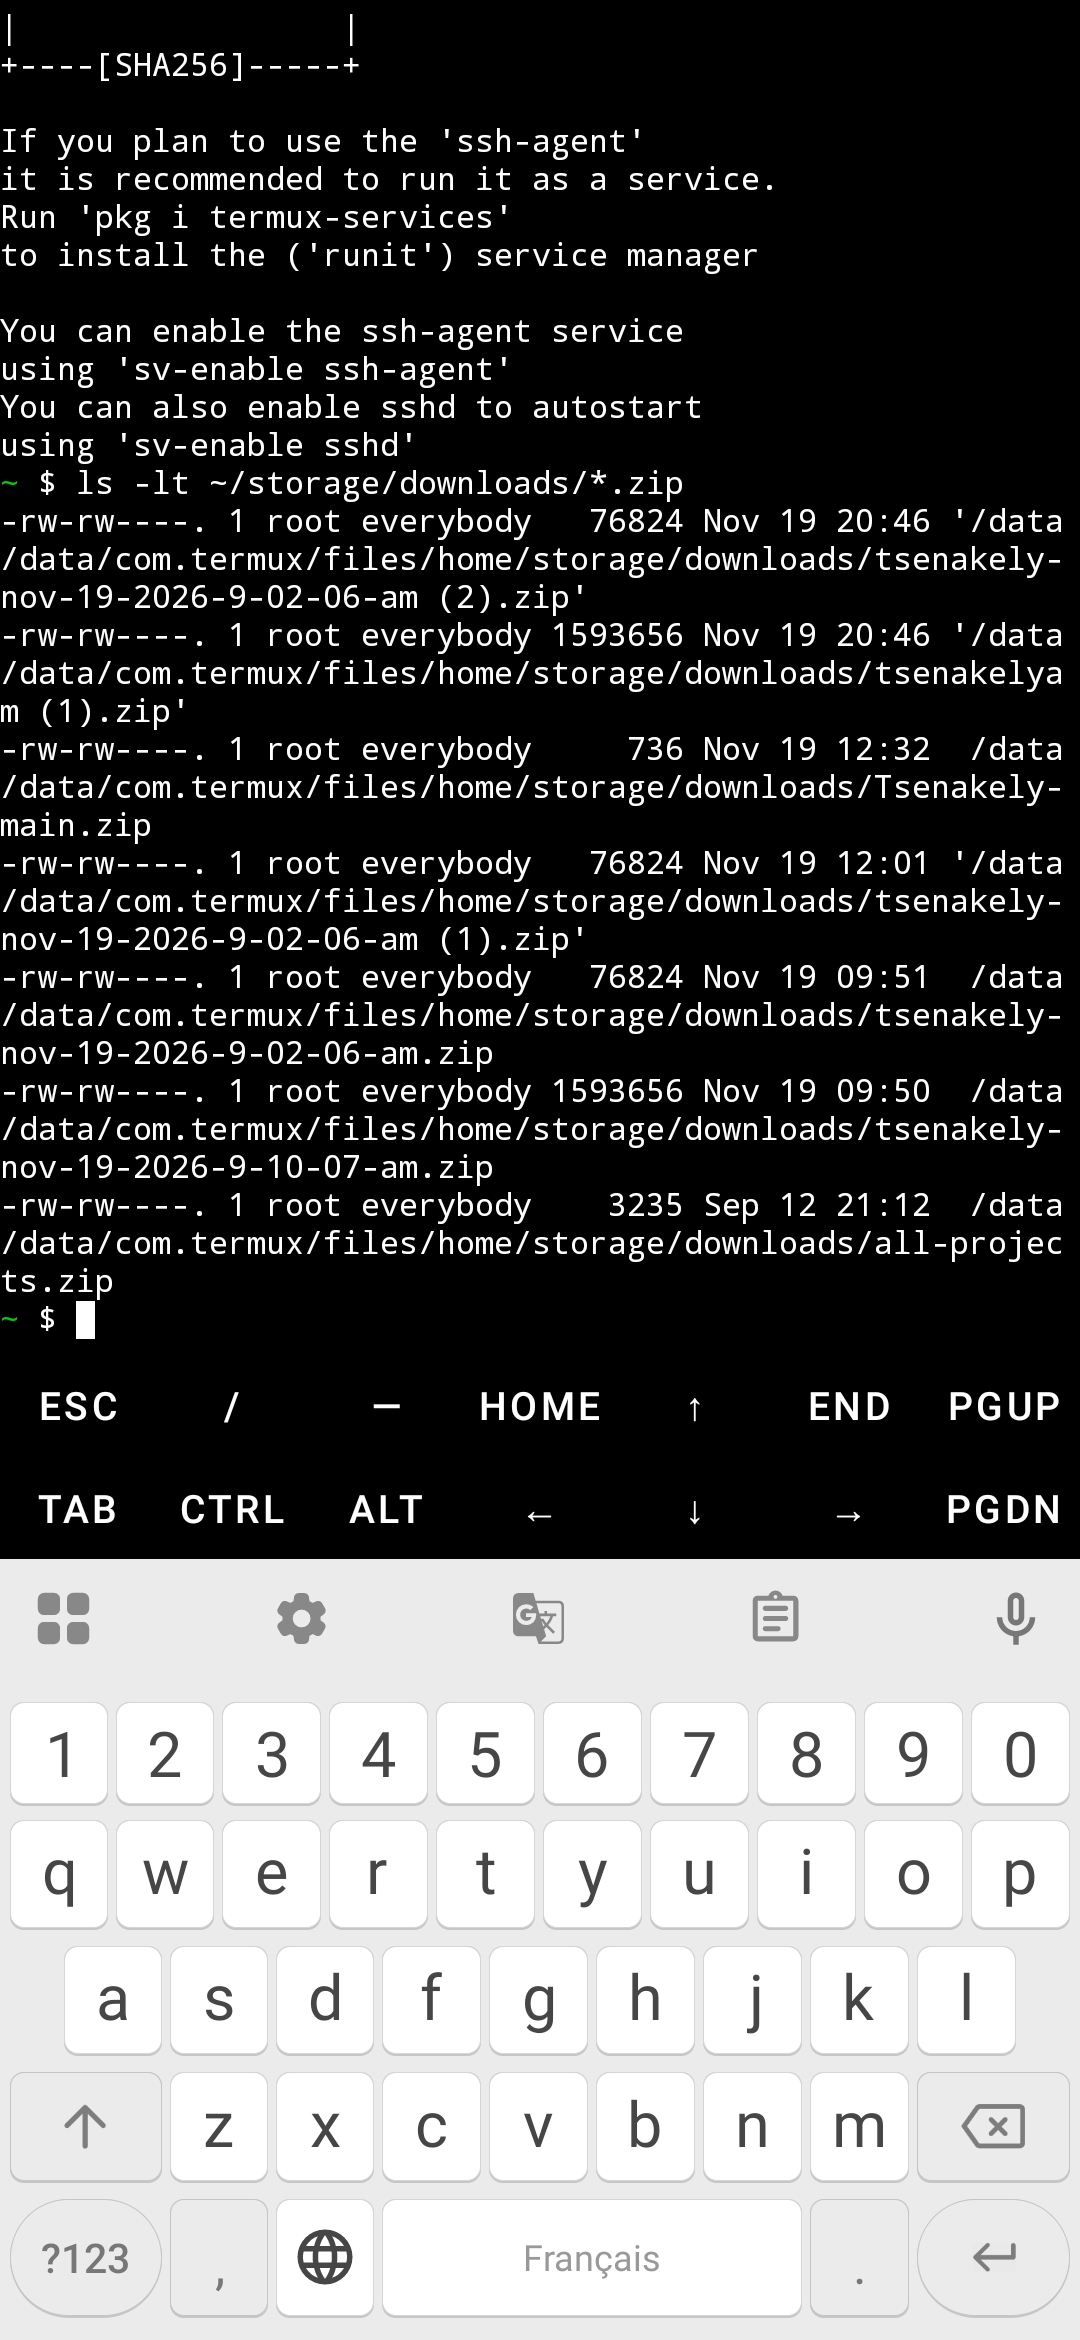 |                  |
+----[SHA256]-----+
If you plan to use the 'ssh-agent'
it is recommended to run it as a service.
Run 'pkg i termux-services'
to install the ('runit') service manager
You can enable the ssh-agent service
using 'sv-enable ssh-agent'
You can also enable sshd to autostart
using 'sv-enable sshd'
~ $ ls -lt ~/storage/downloads/*.zip
-rw-rw----. 1 root everybody   76824 Nov 19 20:46 '/data
/data/com.termux/files/home/storage/downloads/tsenakely-
nov-19-2026-9-02-06-am (2).zip'
-rw-rw----. 1 root everybody 1593656 Nov 19 20:46 '/data
/data/com.termux/files/home/storage/downloads/tsenakelya
m (1).zip'
-rw-rw----. 1 root everybody     736 Nov 19 12:32  /data
/data/com.termux/files/home/storage/downloads/Tsenakely-
main.zip
-rw-rw----. 1 root everybody   76824 Nov 19 12:01 '/data
/data/com.termux/files/home/storage/downloads/tsenakely-
nov-19-2026-9-02-06-am (1).zip'
-rw-rw----. 1 root everybody   76824 Nov 19 09:51  /data
/data/com.termux/files/home/storage/downloads/tsenakely-
nov-19-2026-9-02-06-am.zip
-rw-rw----. 1 root everybody 1593656 Nov 19 09:50  /data
/data/com.termux/files/home/storage/downloads/tsenakely-
nov-19-2026-9-10-07-am.zip
-rw-rw----. 1 root everybody    3235 Sep 12 21:12  /data
/data/com.termux/files/home/storage/downloads/all-projec
ts.zip
~ $
ESC / — HOME ↑ END PGUP
TAB CTRL ALT ← ↓ → PGDN
1 2 3 4 5 6 7 8 9 0
q w e r t y u i o p
a s d f g h j k l
z x c v b n m
?123 , Français .